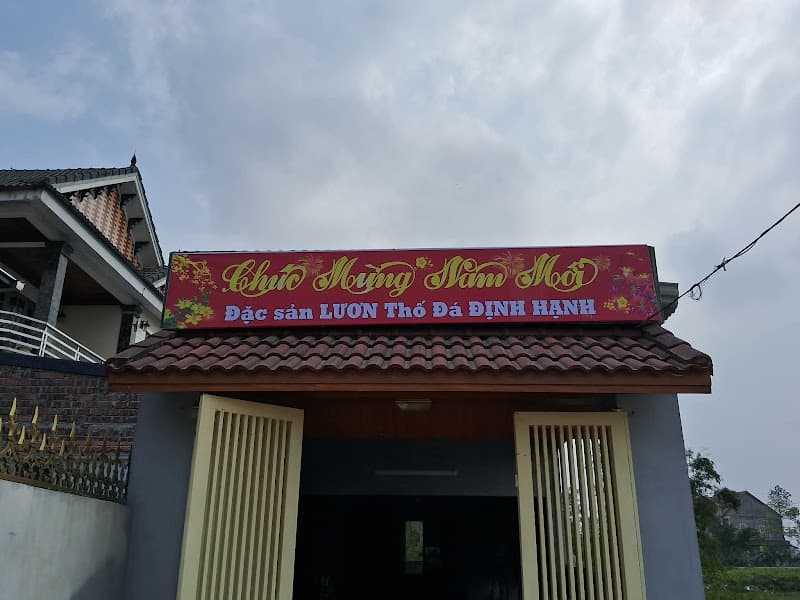 Chúc Mừng Năm Mới
Đặc sản LƯƠN Thố Đá ĐỊNH HẠNH